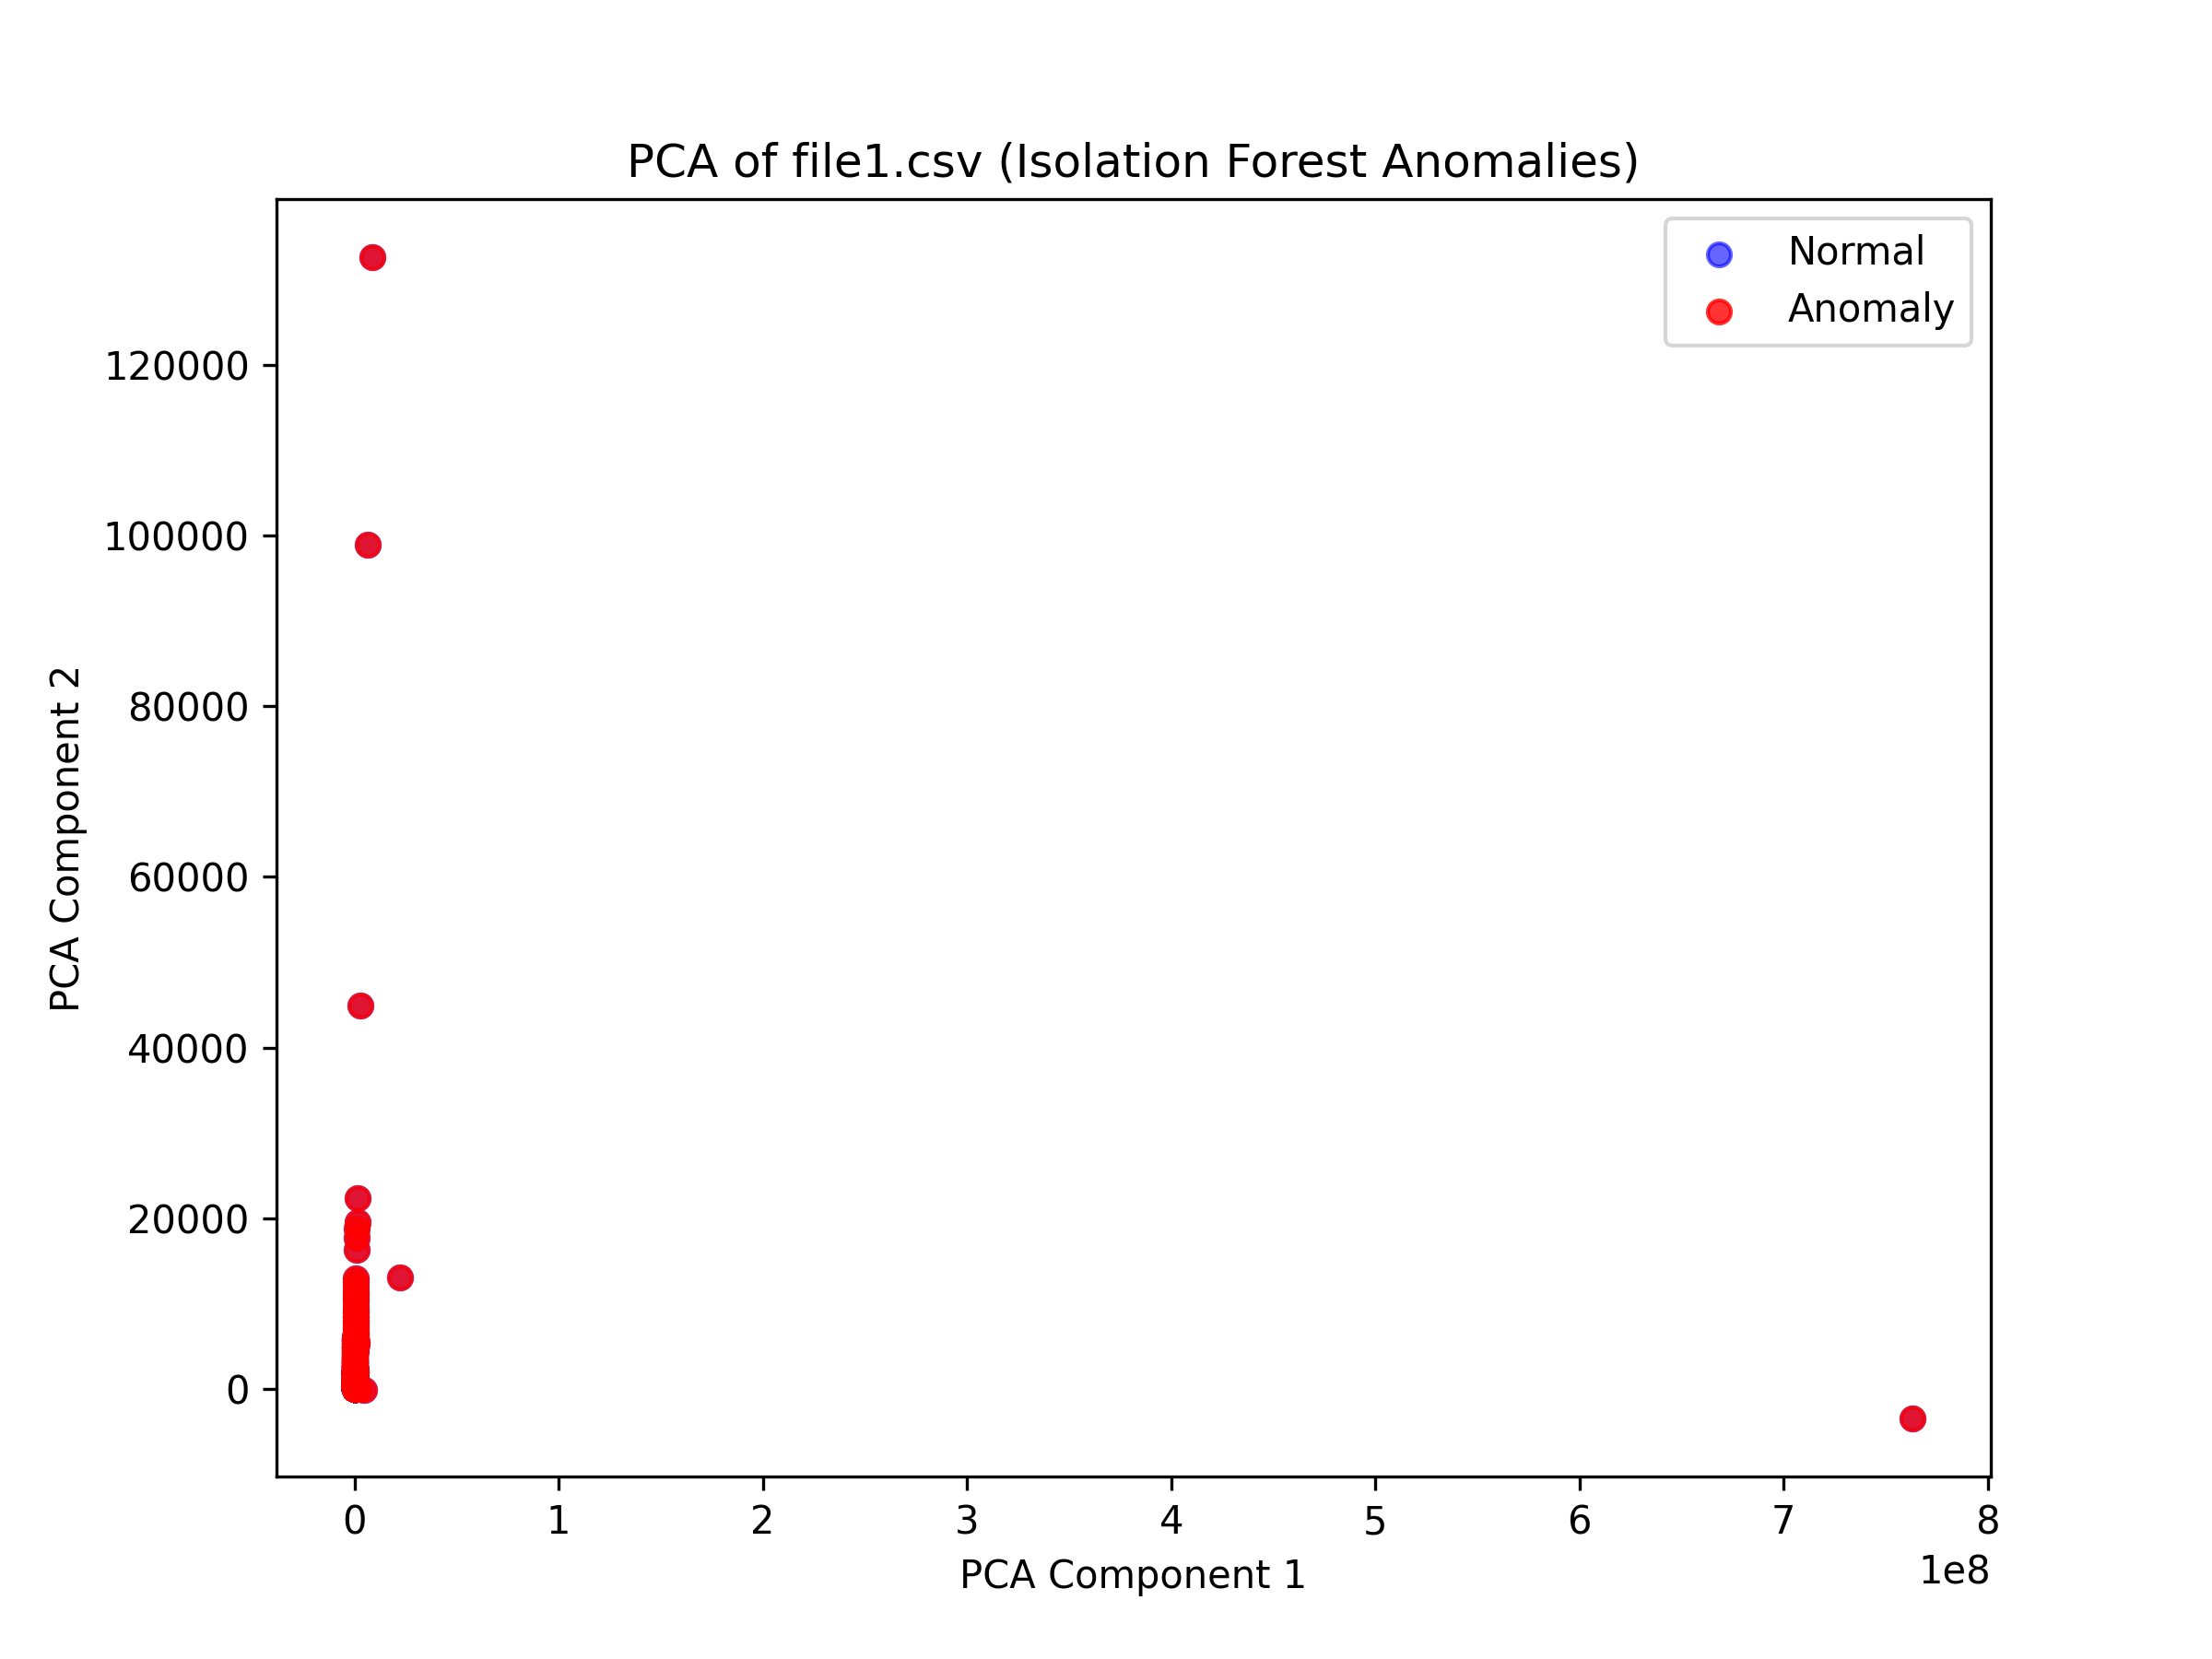 PCA of file1.csv (Isolation Forest Anomalies)
Normal
Anomaly
120000
100000
80000
60000
40000
20000
0
PCA Component 2
0 1 2 3 4 5 6 7 8
1e8
PCA Component 1